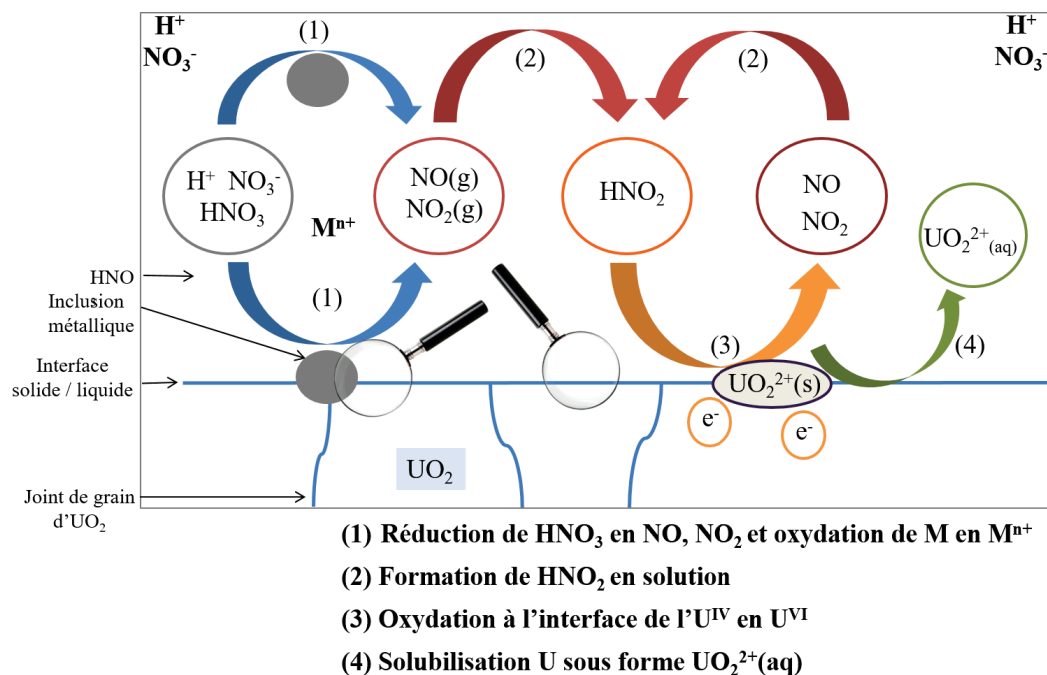 H⁺
NO₃⁻
(1)
(2)
(2)
H⁺
NO₃⁻
H⁺ NO₃⁻
HNO₃
NO(g)
NO₂(g)
HNO₂
NO
NO₂
Mⁿ⁺
UO₂²⁺(aq)
HNO
Inclusion
métallique
(1)
Interface
solide / liquide
(3)
(4)
UO₂²⁺(s)
e⁻
e⁻
UO₂
Joint de grain
d’UO₂
(1) Réduction de HNO₃ en NO, NO₂ et oxydation de M en Mⁿ⁺
(2) Formation de HNO₂ en solution
(3) Oxydation à l’interface de l’Uᴵⱽ en Uⱽᴵ
(4) Solubilisation U sous forme UO₂²⁺(aq)